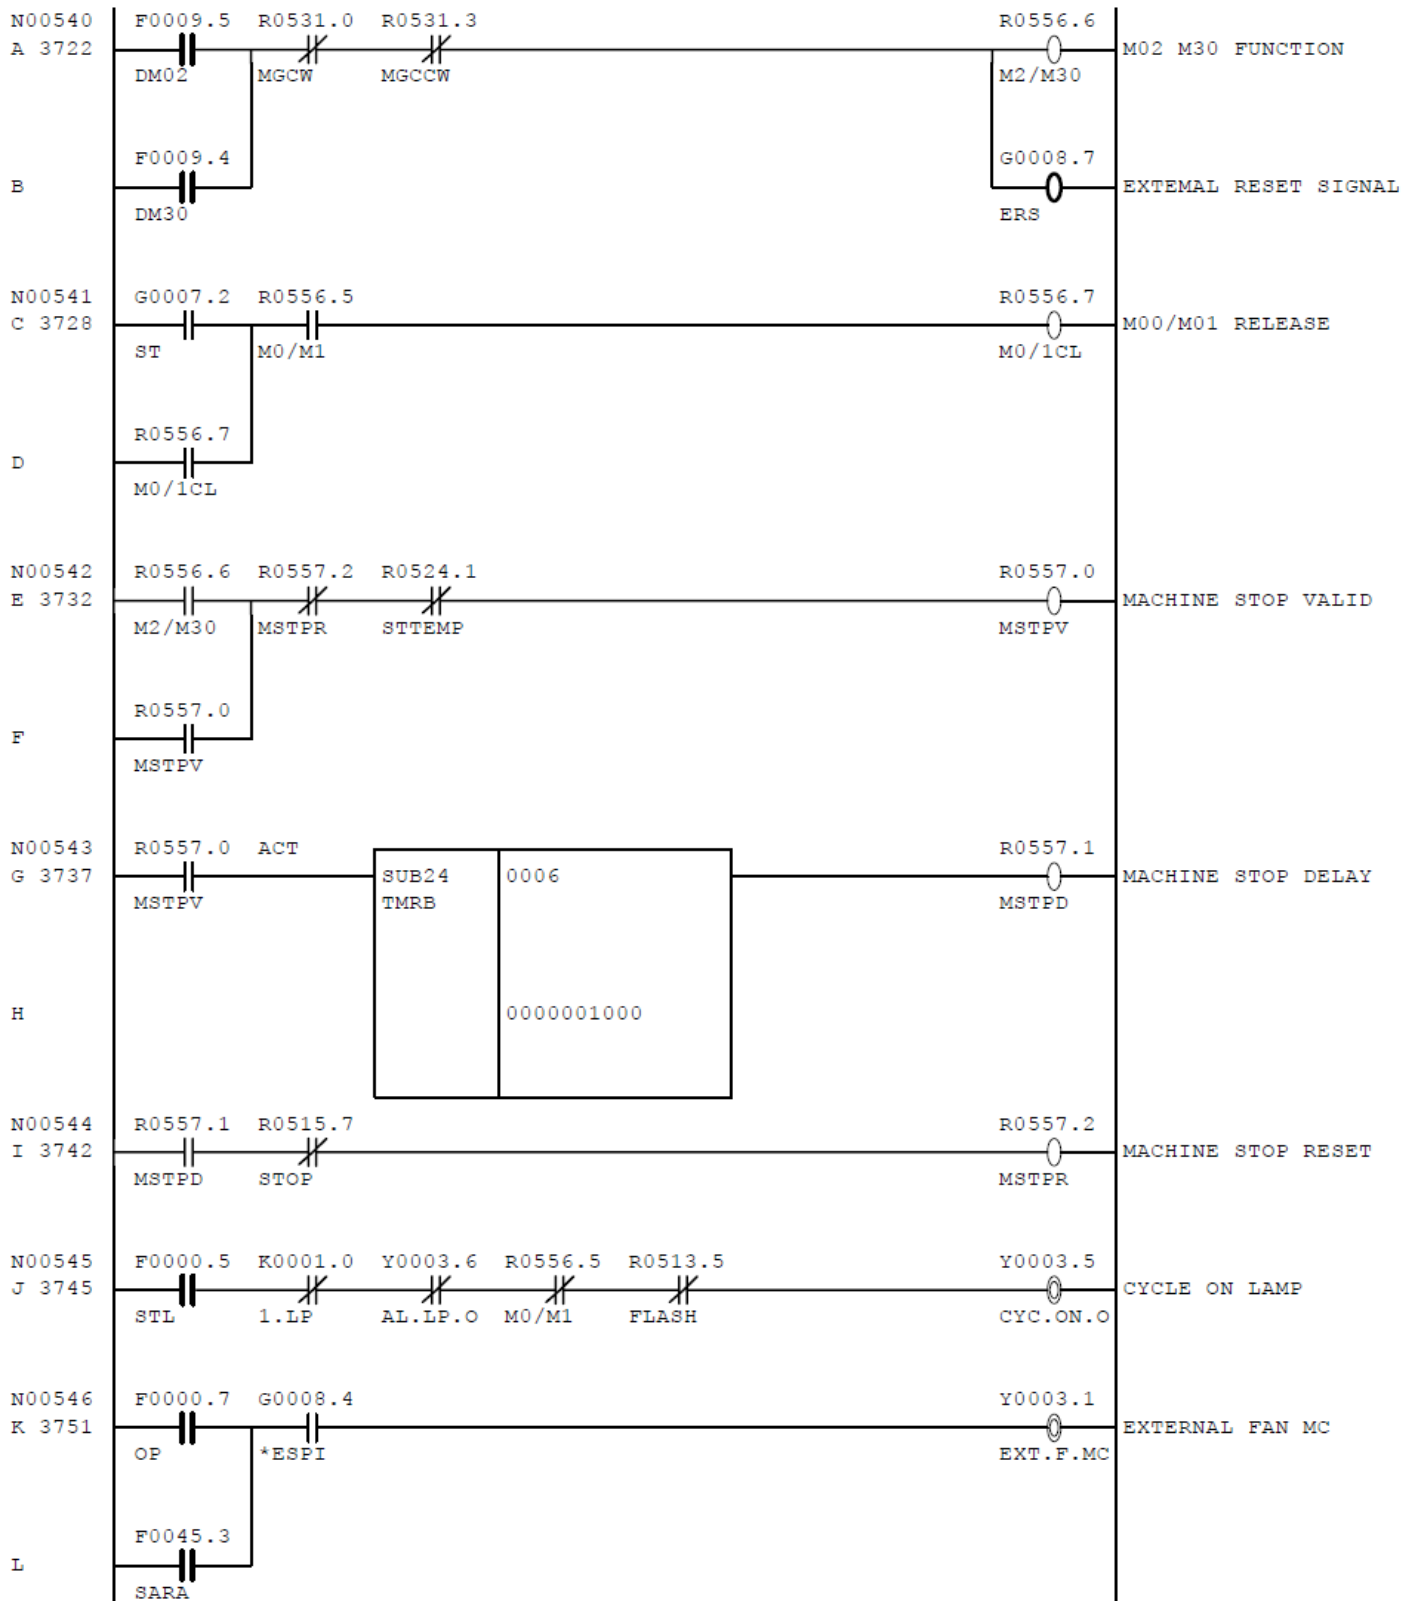 N00540 F0009.5 R0531.0 R0531.3 R0556.6
A 3722 M02 M30 FUNCTION
DM02 MGCW MGCCW M2/M30
F0009.4 G0008.7
B EXTEMAL RESET SIGNAL
DM30 ERS
N00541 G0007.2 R0556.5 R0556.7
C 3728 M00/M01 RELEASE
ST M0/M1 M0/1CL
R0556.7
D
M0/1CL
N00542 R0556.6 R0557.2 R0524.1 R0557.0
E 3732 MACHINE STOP VALID
M2/M30 MSTPR STTEMP MSTPV
R0557.0
F
MSTPV
N00543 R0557.0 ACT R0557.1
G 3737 SUB24 0006 MACHINE STOP DELAY
MSTPV TMRB MSTPD
H 0000001000
N00544 R0557.1 R0515.7 R0557.2
I 3742 MACHINE STOP RESET
MSTPD STOP MSTPR
N00545 F0000.5 K0001.0 Y0003.6 R0556.5 R0513.5 Y0003.5
J 3745 CYCLE ON LAMP
STL 1.LP AL.LP.O M0/M1 FLASH CYC.ON.O
N00546 F0000.7 G0008.4 Y0003.1
K 3751 EXTERNAL FAN MC
OP *ESPI EXT.F.MC
F0045.3
L
SARA